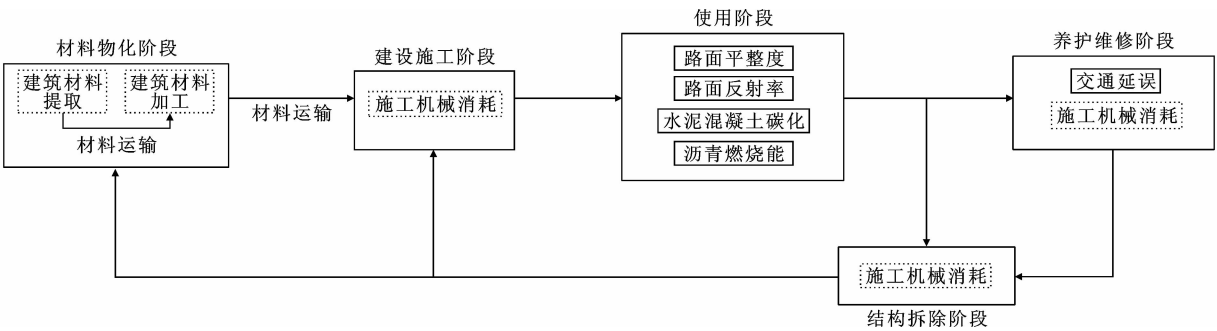 材料物化阶段
建筑材料
提取
建筑材料
加工
材料运输
材料运输
建设施工阶段
施工机械消耗
使用阶段
路面平整度
路面反射率
水泥混凝土碳化
沥青燃烧能
养护维修阶段
交通延误
施工机械消耗
施工机械消耗
结构拆除阶段